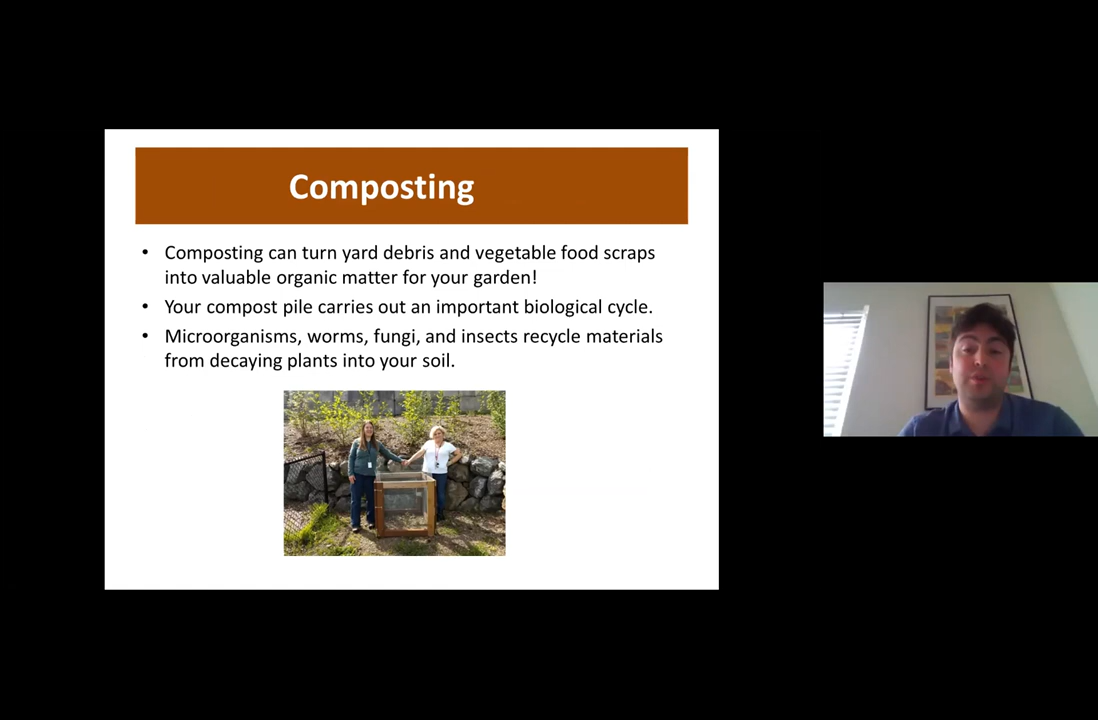 Composting
• Composting can turn yard debris and vegetable food scraps
into valuable organic matter for your garden!
• Your compost pile carries out an important biological cycle.
• Microorganisms, worms, fungi, and insects recycle materials
from decaying plants into your soil.